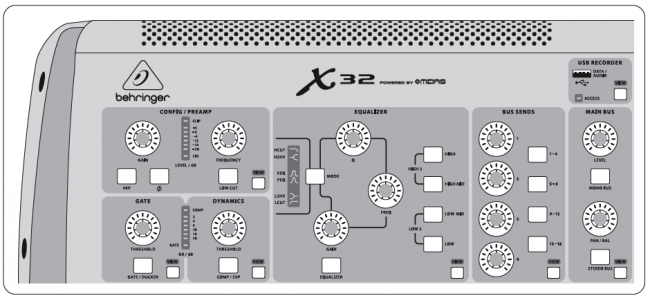 behringer
X32 POWERED BY MIDAS
USB RECORDER
DATA / AUDIO
ACCESS
VIEW
CONFIG / PREAMP
CLIP
GAIN
LEVEL / dB
FREQUENCY
48V
Ø
LOW CUT
VIEW
GATE
THRESHOLD
GATE / DUCKER
VIEW
COMP
GATE
GR / dB
DYNAMICS
THRESHOLD
COMP / EXP
VIEW
EQUALIZER
HCUT
HSHV
VEQ
PEQ
LSHV
LCUT
MODE
Q
FREQ
GAIN
EQUALIZER
HIGH
HIGH 2
HIGH MID
LOW MID
LOW 2
LOW
VIEW
BUS SENDS
1
2
3
4
1–4
5–8
9–12
13–16
VIEW
MAIN BUS
LEVEL
MONO BUS
PAN / BAL
STEREO BUS
VIEW